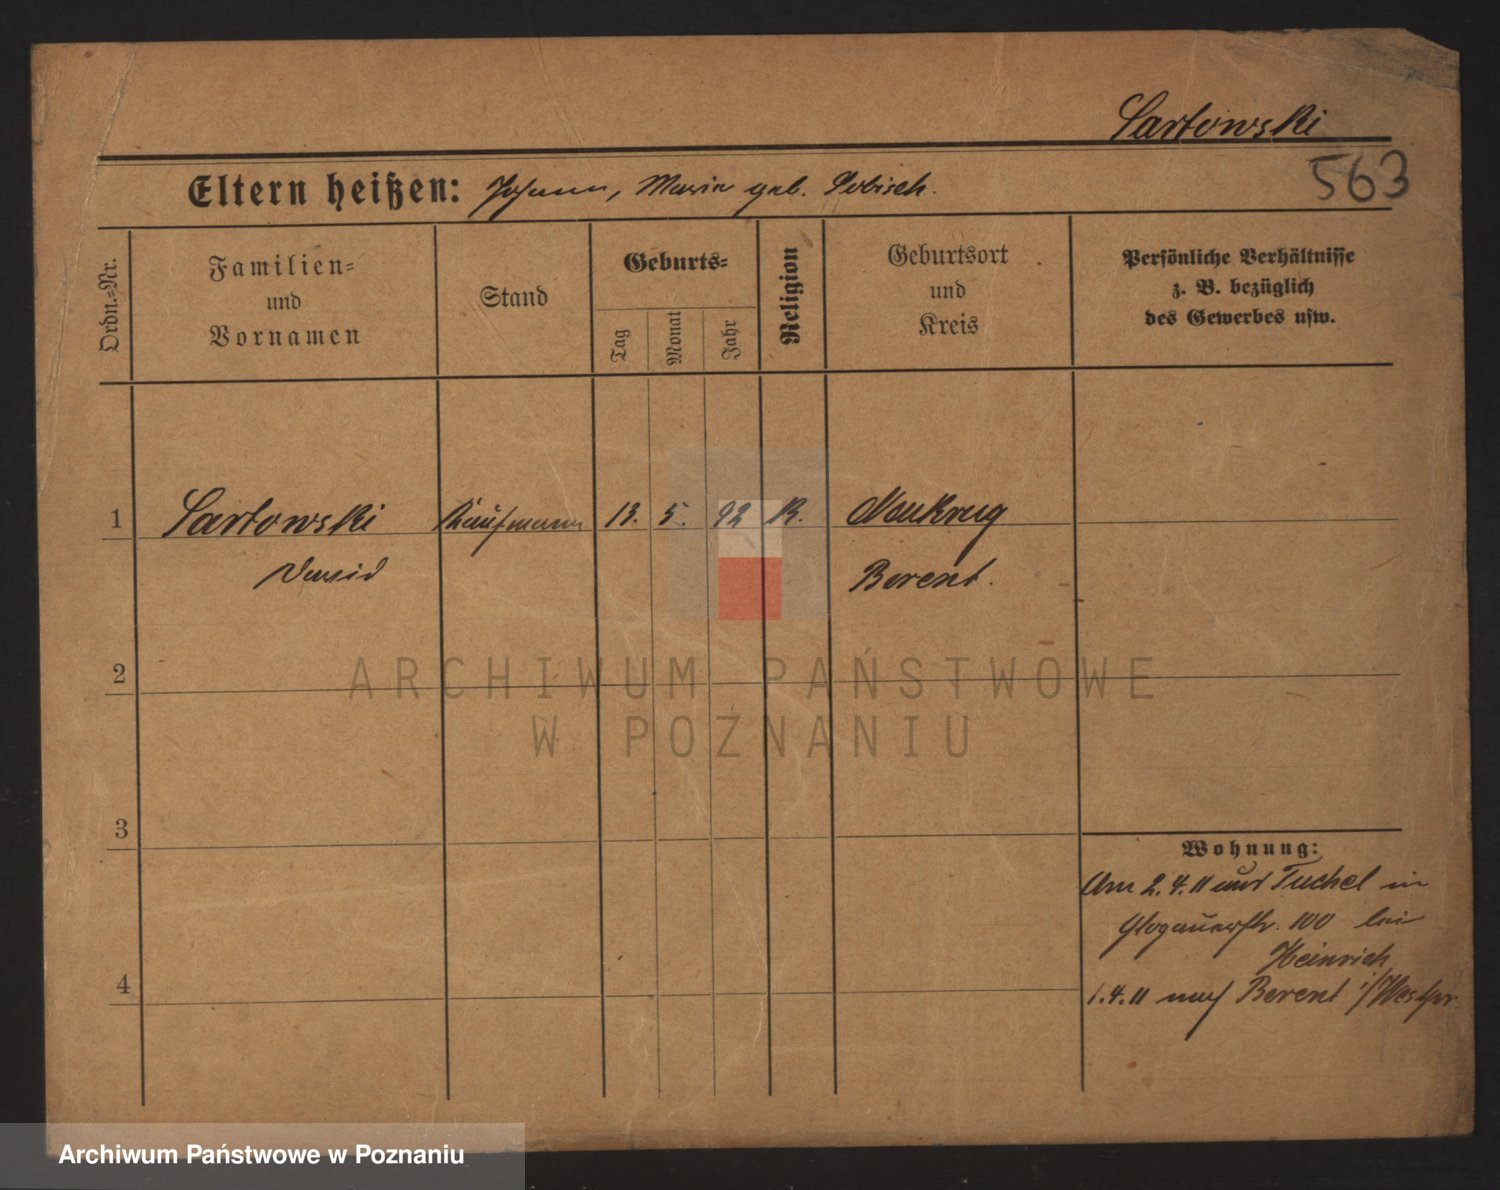 Sartowski
563
Eltern heißen: Johann, Maria geb. Sobisch.
Ordn.=Nr.
Familien=
und
Vornamen
Stand
Geburts=
Tag
Monat
Jahr
Religion
Geburtsort
und
Kreis
Persönliche Verhältnisse
z. B. bezüglich
des Gewerbes usw.
1 Sartowski Kaufmann 13. 5. 92 K. Neukrug
David Berent.
2
3
4
Wohnung:
Am 2.4.11 aus Tuchel in
Glogauerstr. 100 bei
Heinrich
1.4.11 nach Berent i/Westpr.
ARCHIWUM PAŃSTWOWE
W POZNANIU
Archiwum Państwowe w Poznaniu